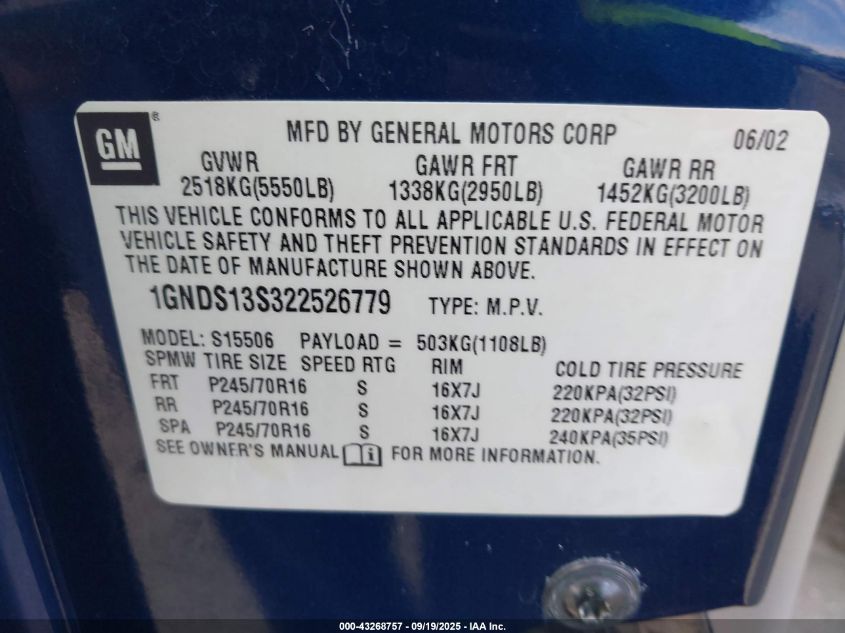 GM®
MFD BY GENERAL MOTORS CORP 06/02
GVWR GAWR FRT GAWR RR
2518KG(5550LB) 1338KG(2950LB) 1452KG(3200LB)
THIS VEHICLE CONFORMS TO ALL APPLICABLE U.S. FEDERAL MOTOR
VEHICLE SAFETY AND THEFT PREVENTION STANDARDS IN EFFECT ON
THE DATE OF MANUFACTURE SHOWN ABOVE.
1GNDS13S322526779 TYPE: M.P.V.
MODEL: S15506 PAYLOAD = 503KG(1108LB)
SPMW TIRE SIZE SPEED RTG RIM COLD TIRE PRESSURE
FRT P245/70R16 S 16X7J 220KPA(32PSI)
RR P245/70R16 S 16X7J 220KPA(32PSI)
SPA P245/70R16 S 16X7J 240KPA(35PSI)
SEE OWNER'S MANUAL i FOR MORE INFORMATION.
000-43268757 - 09/19/2025 - IAA Inc.